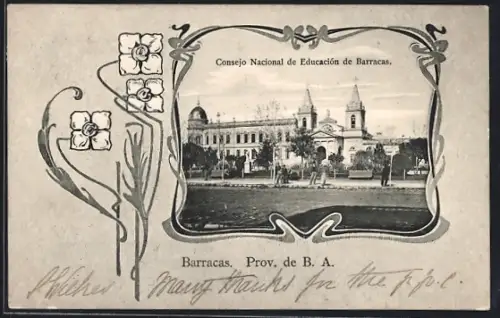 Consejo Nacional de Educación de Barracas.
Barracas. Prov. de B. A.
Many thanks for the p.p.c.